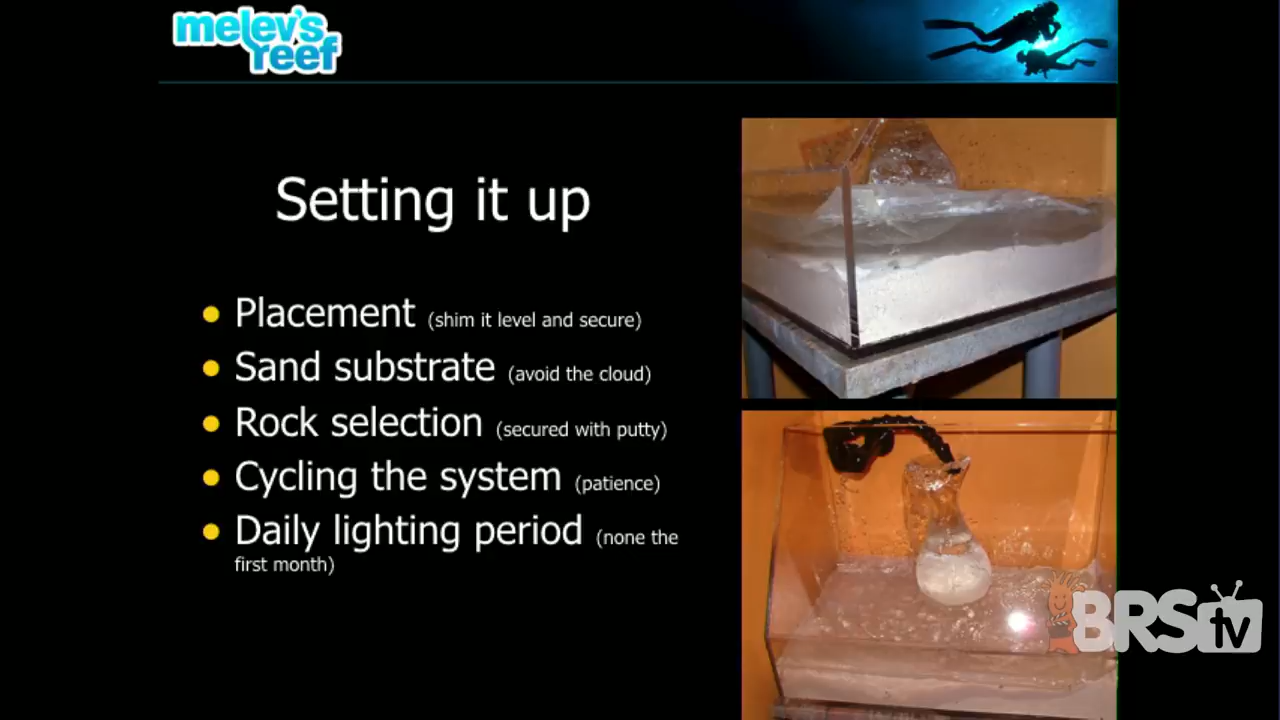 melev's
reef
Setting it up
Placement (shim it level and secure)
Sand substrate (avoid the cloud)
Rock selection (secured with putty)
Cycling the system (patience)
Daily lighting period (none the
first month)
BRS tv